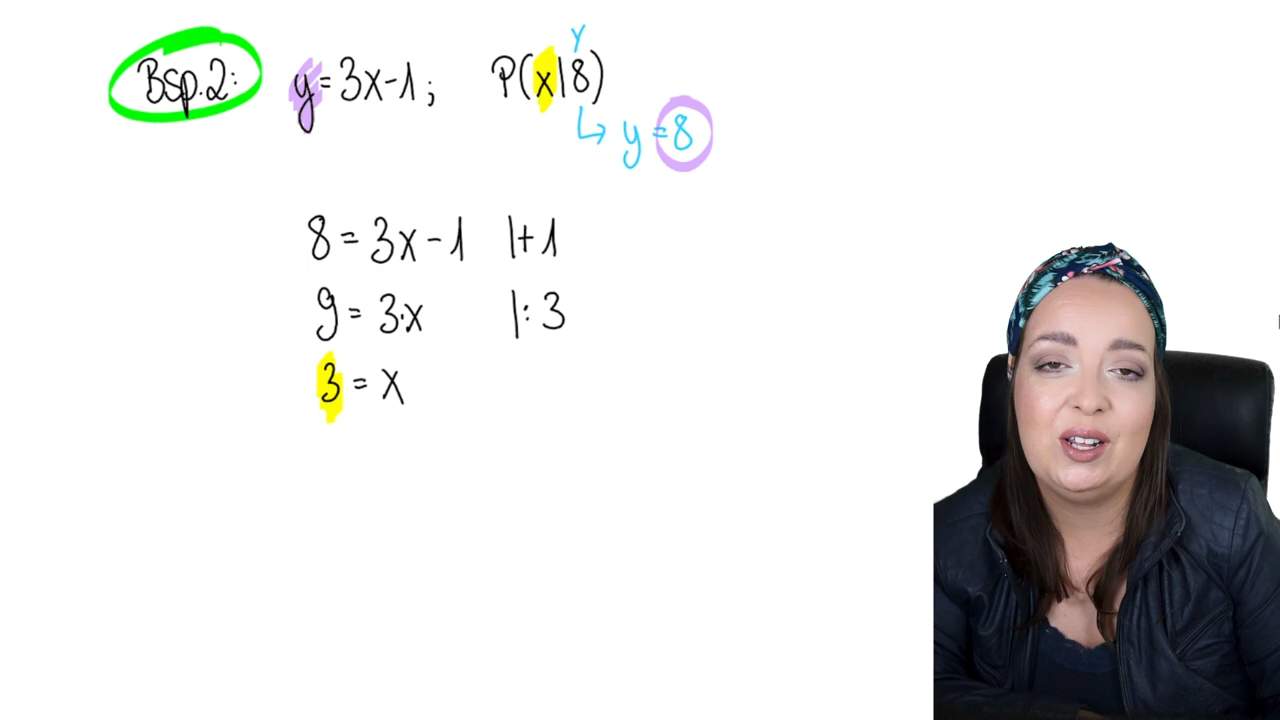 Bsp. 2: y = 3x - 1 ; P(x|8)
y
↳ y = 8
8 = 3x - 1 |+ 1
9 = 3·x |: 3
3 = x